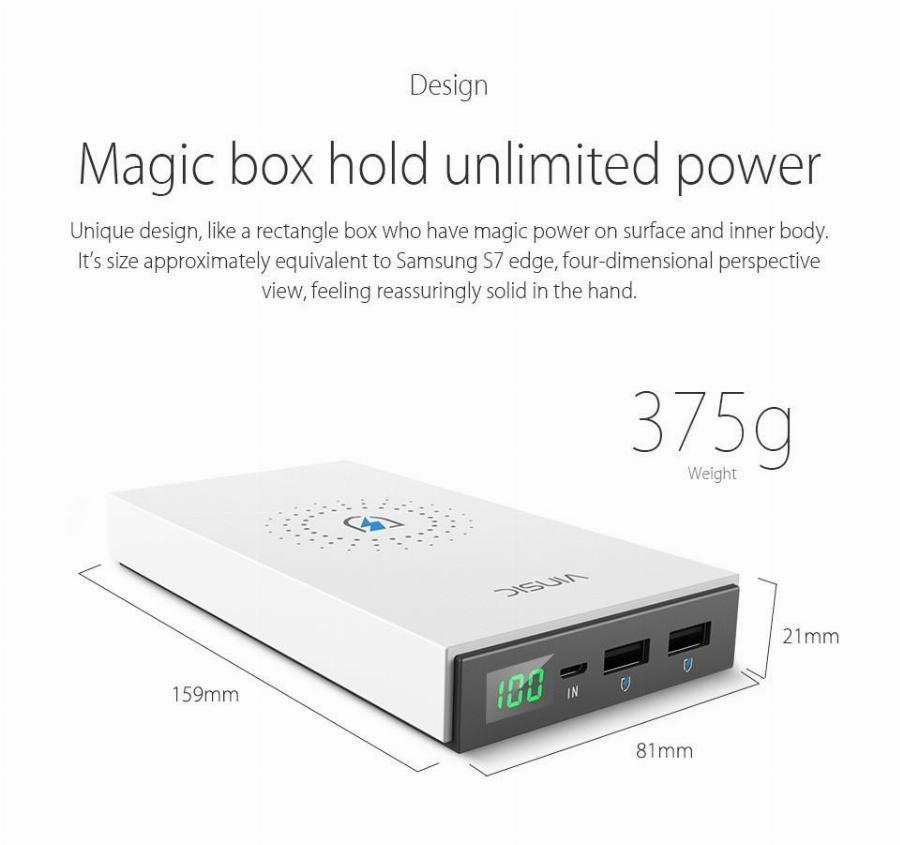 Design
Magic box hold unlimited power
Unique design, like a rectangle box who have magic power on surface and inner body.
It's size approximately equivalent to Samsung S7 edge, four-dimensional perspective
view, feeling reassuringly solid in the hand.
375g
Weight
vinsic
21mm
100
IN
159mm
81mm